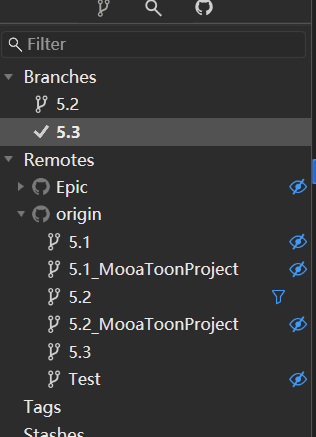 Filter
Branches
5.2
5.3
Remotes
Epic
origin
5.1
5.1_MooaToonProject
5.2
5.2_MooaToonProject
5.3
Test
Tags
Stashes